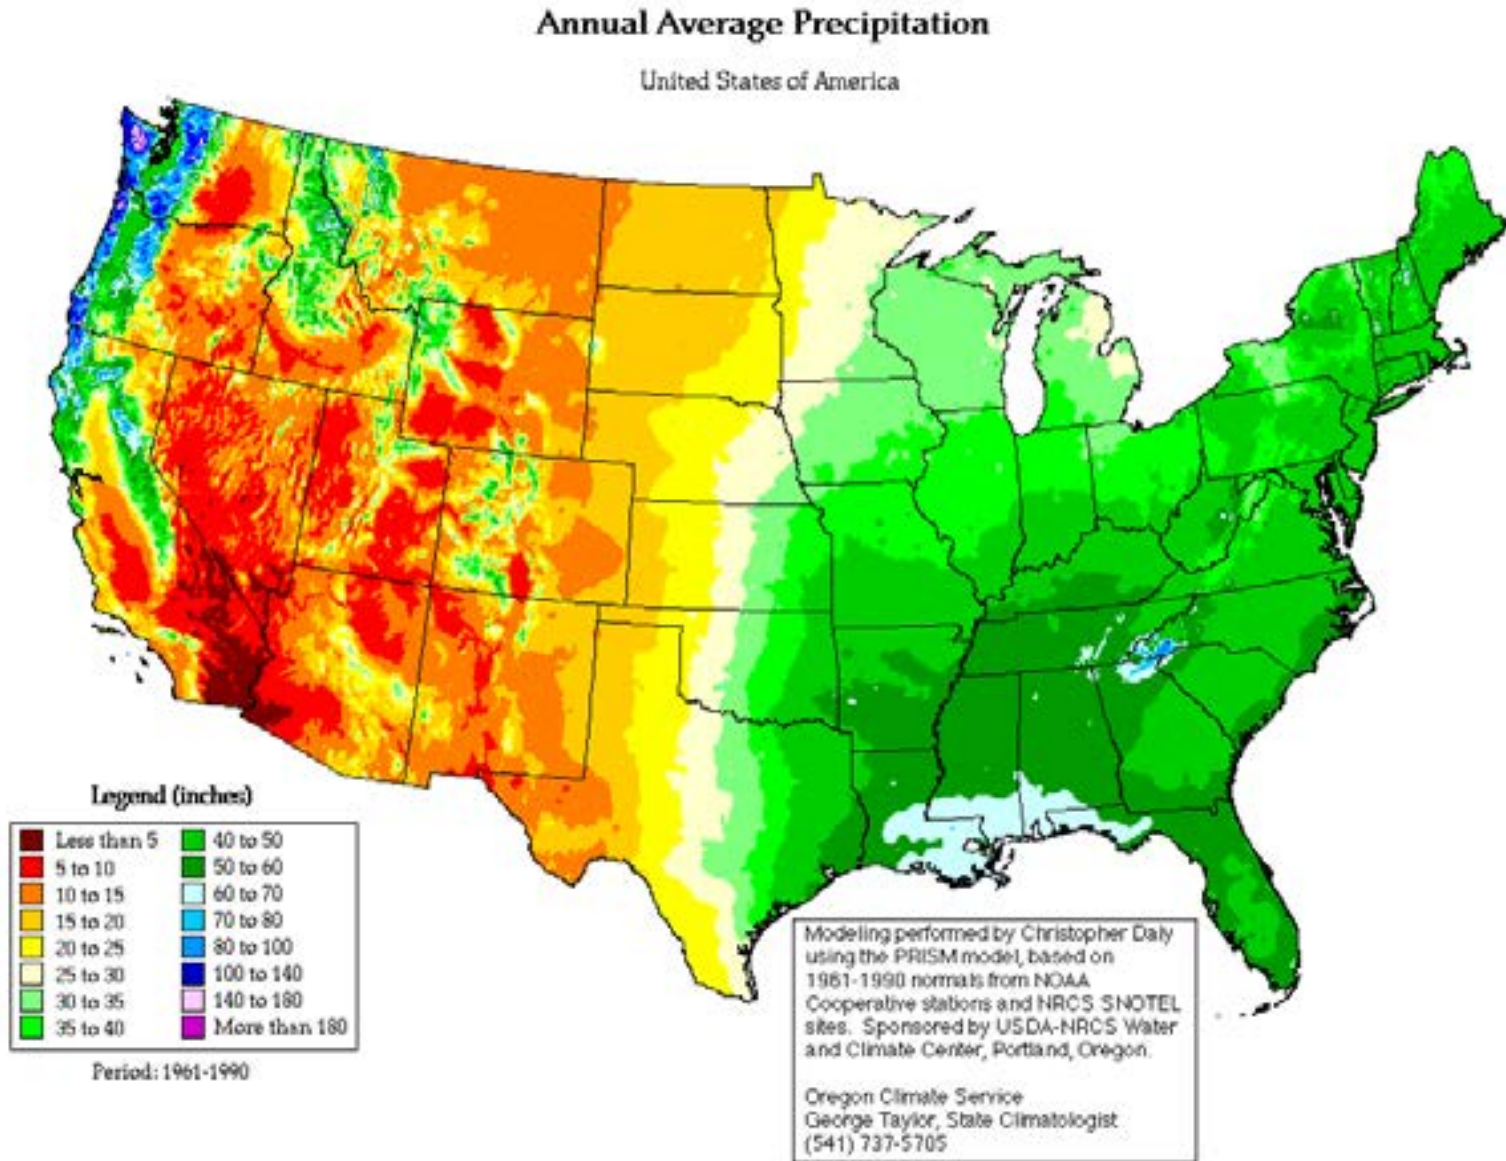 Annual Average Precipitation
United States of America
Legend (inches)
Less than 5
5 to 10
10 to 15
15 to 20
20 to 25
25 to 30
30 to 35
35 to 40
40 to 50
50 to 60
60 to 70
70 to 80
80 to 100
100 to 140
140 to 180
More than 180
Period: 1961-1990
Modeling performed by Christopher Daly
using the PRISM model, based on
1961-1990 normals from NOAA
Cooperative stations and NRCS SNOTEL
sites. Sponsored by USDA-NRCS Water
and Climate Center, Portland, Oregon.
Oregon Climate Service
George Taylor, State Climatologist
(541) 737-5705